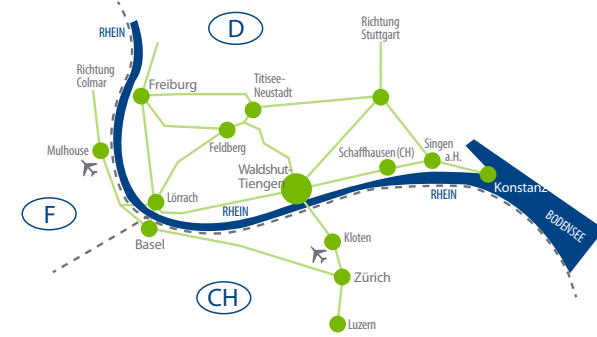 D
RHEIN
Richtung
Stuttgart
Richtung
Colmar
Freiburg
Titisee-
Neustadt
Mulhouse
Feldberg
Schaffhausen (CH)
Singen
a.H.
Waldshut-
Tiengen
Konstanz
Lörrach
RHEIN
RHEIN
F
BODENSEE
Basel
Kloten
Zürich
CH
Luzern